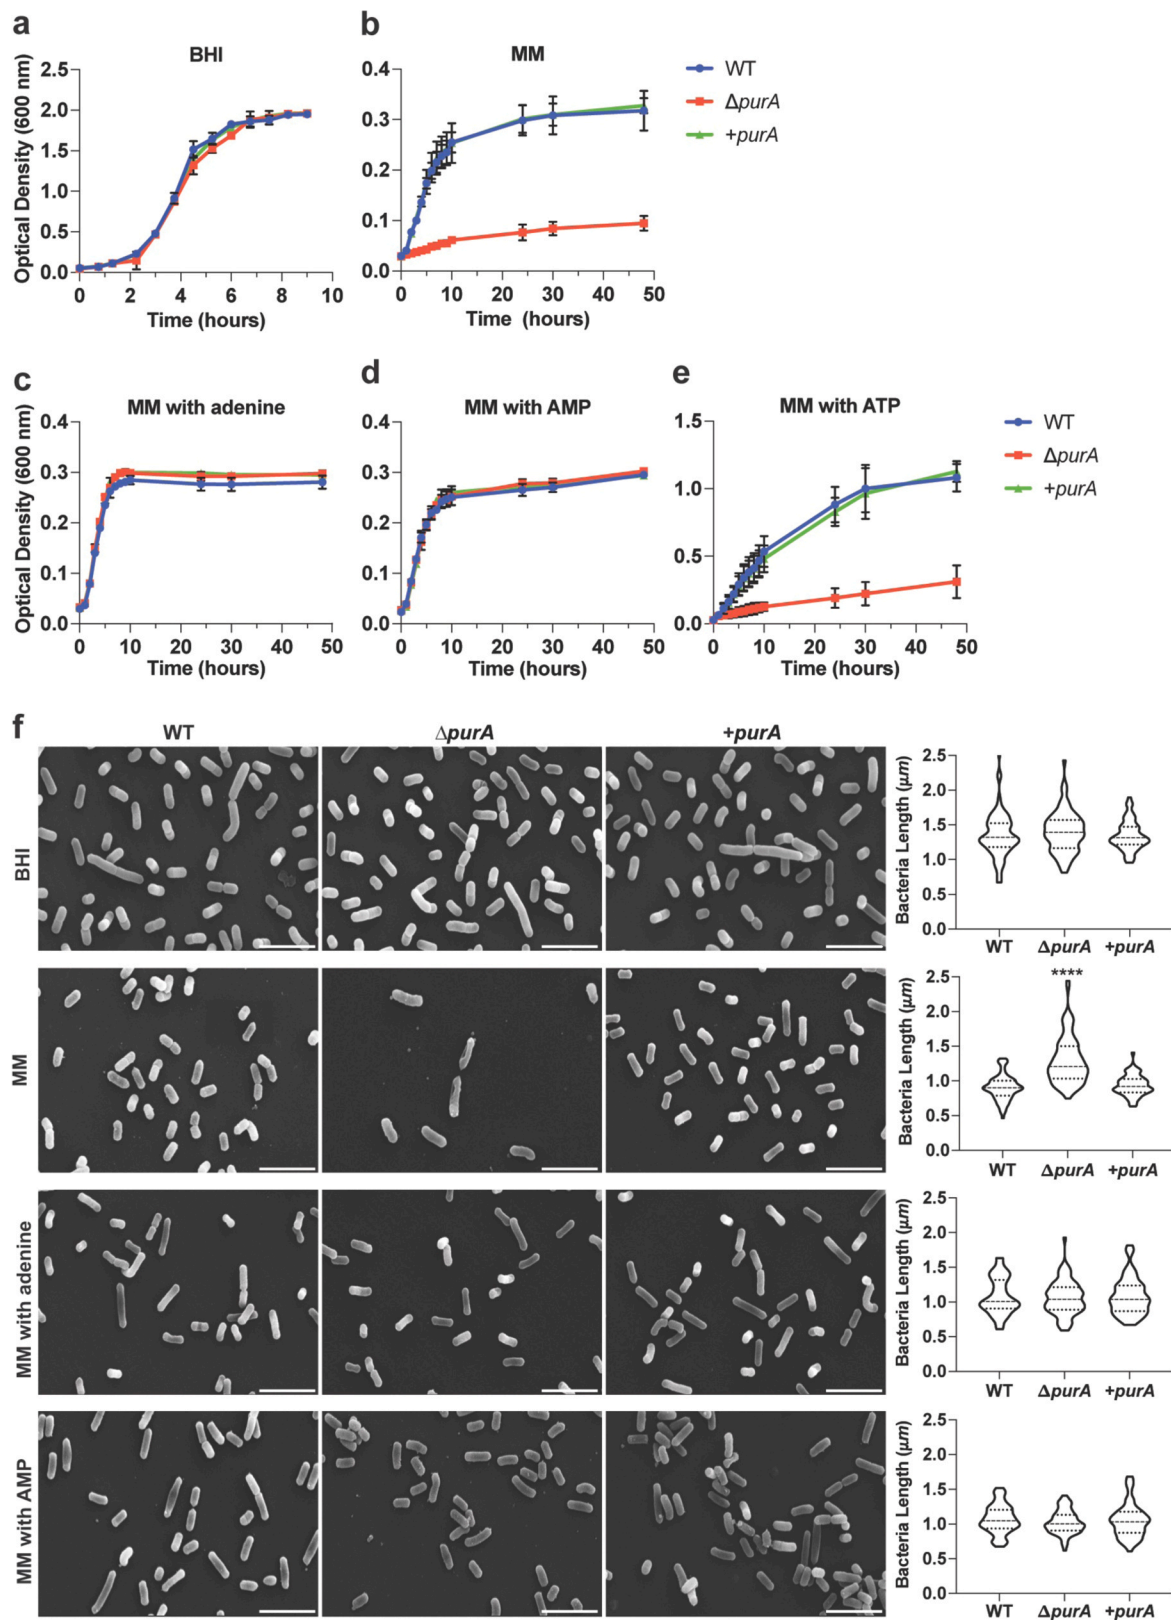 a
BHI
Optical Density (600 nm)
2.5
2.0
1.5
1.0
0.5
0.0
0 2 4 6 8 10
Time (hours)
b
MM
0.4
0.3
0.2
0.1
0.0
0 10 20 30 40 50
Time (hours)
WT
ΔpurA
+purA
c
MM with adenine
Optical Density (600 nm)
0.4
0.3
0.2
0.1
0.0
0 10 20 30 40 50
Time (hours)
d
MM with AMP
0.4
0.3
0.2
0.1
0.0
0 10 20 30 40 50
Time (hours)
e
MM with ATP
1.5
1.0
0.5
0.0
0 10 20 30 40 50
Time (hours)
WT
ΔpurA
+purA
f
WT ΔpurA +purA
BHI
Bacteria Length (μm)
2.5
2.0
1.5
1.0
0.5
0.0
WT ΔpurA +purA
MM
Bacteria Length (μm)
2.5
2.0
1.5
1.0
0.5
0.0
****
WT ΔpurA +purA
MM with adenine
Bacteria Length (μm)
2.5
2.0
1.5
1.0
0.5
0.0
WT ΔpurA +purA
MM with AMP
Bacteria Length (μm)
2.5
2.0
1.5
1.0
0.5
0.0
WT ΔpurA +purA